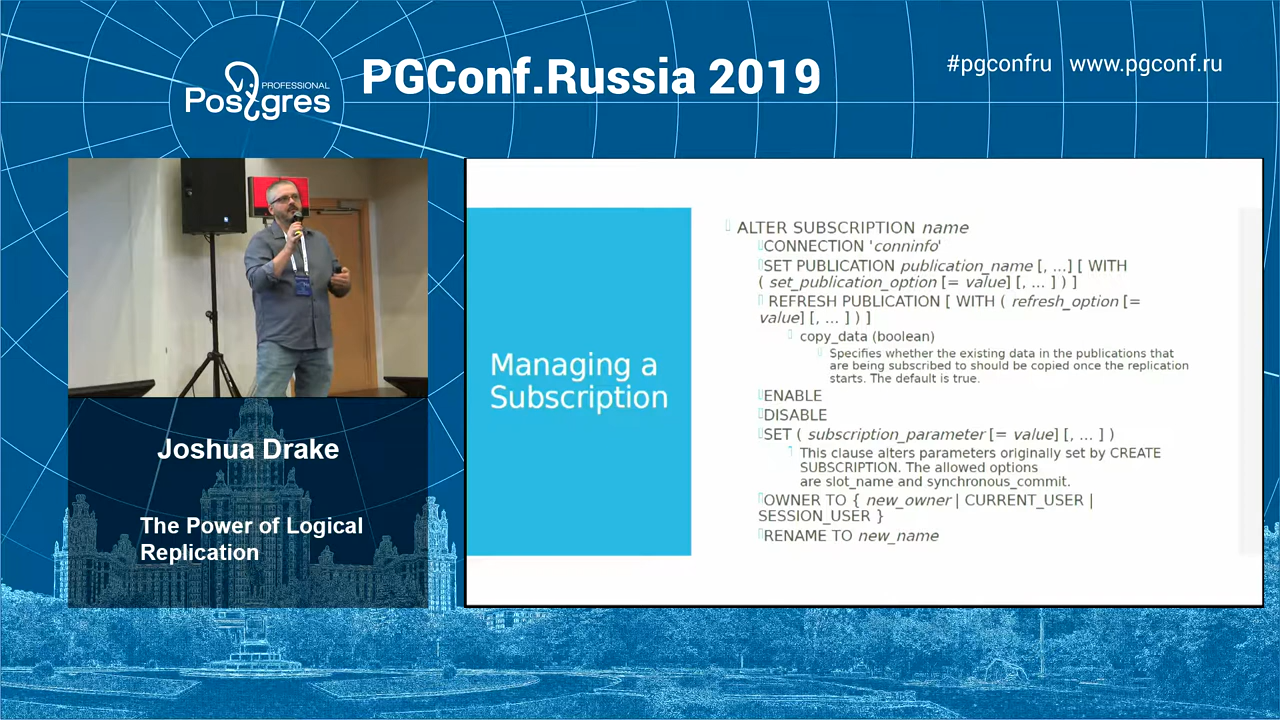 PROFESSIONAL
Postgres
PGConf.Russia 2019
#pgconfru www.pgconf.ru
Joshua Drake
The Power of Logical
Replication
Managing a
Subscription
ALTER SUBSCRIPTION name
CONNECTION 'conninfo'
SET PUBLICATION publication_name [, ...] [ WITH
( set_publication_option [= value] [, ... ] ) ]
REFRESH PUBLICATION [ WITH ( refresh_option [=
value] [, ... ] ) ]
copy_data (boolean)
Specifies whether the existing data in the publications that
are being subscribed to should be copied once the replication
starts. The default is true.
ENABLE
DISABLE
SET ( subscription_parameter [= value] [, ... ] )
This clause alters parameters originally set by CREATE
SUBSCRIPTION. The allowed options
are slot_name and synchronous_commit.
OWNER TO { new_owner | CURRENT_USER |
SESSION_USER }
RENAME TO new_name